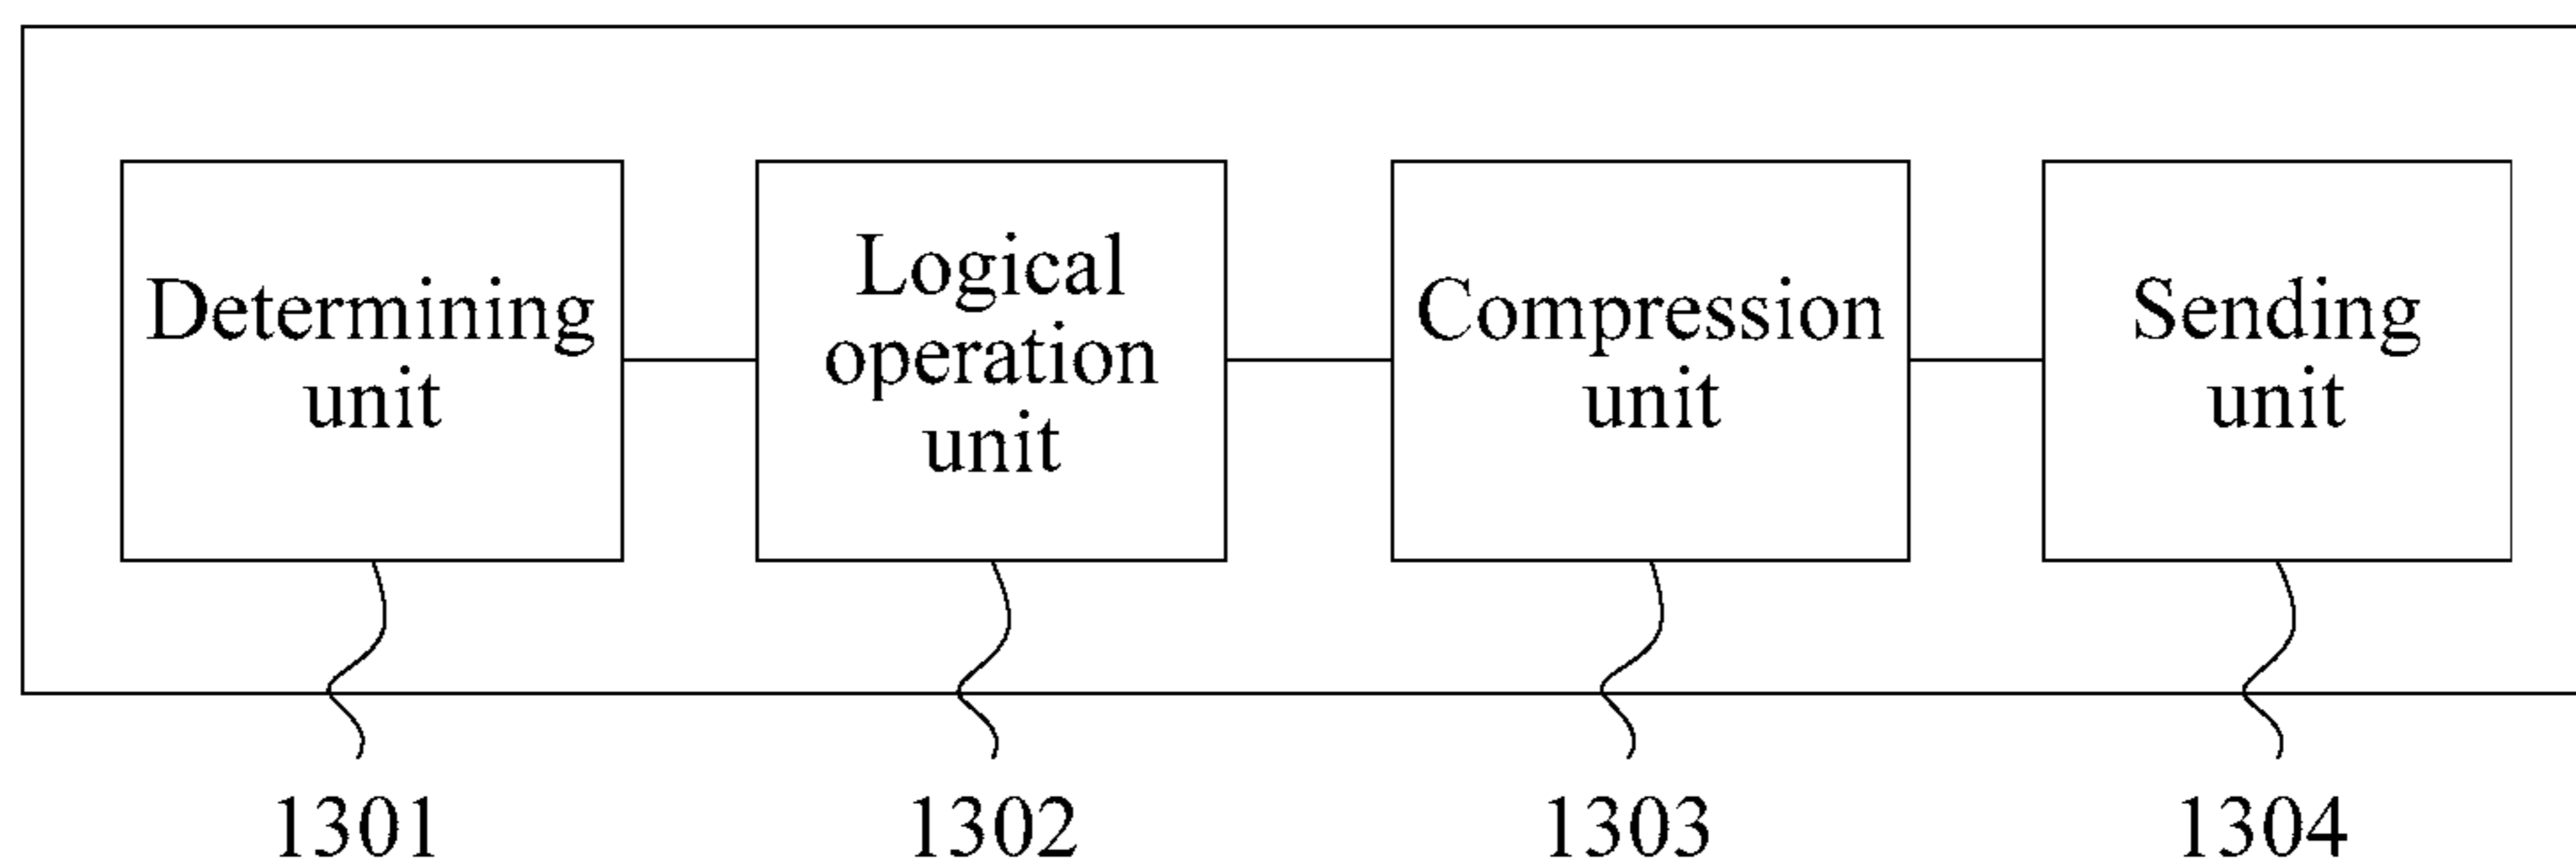 Determining
unit
Logical
operation
unit
Compression
unit
Sending
unit
1301
1302
1303
1304